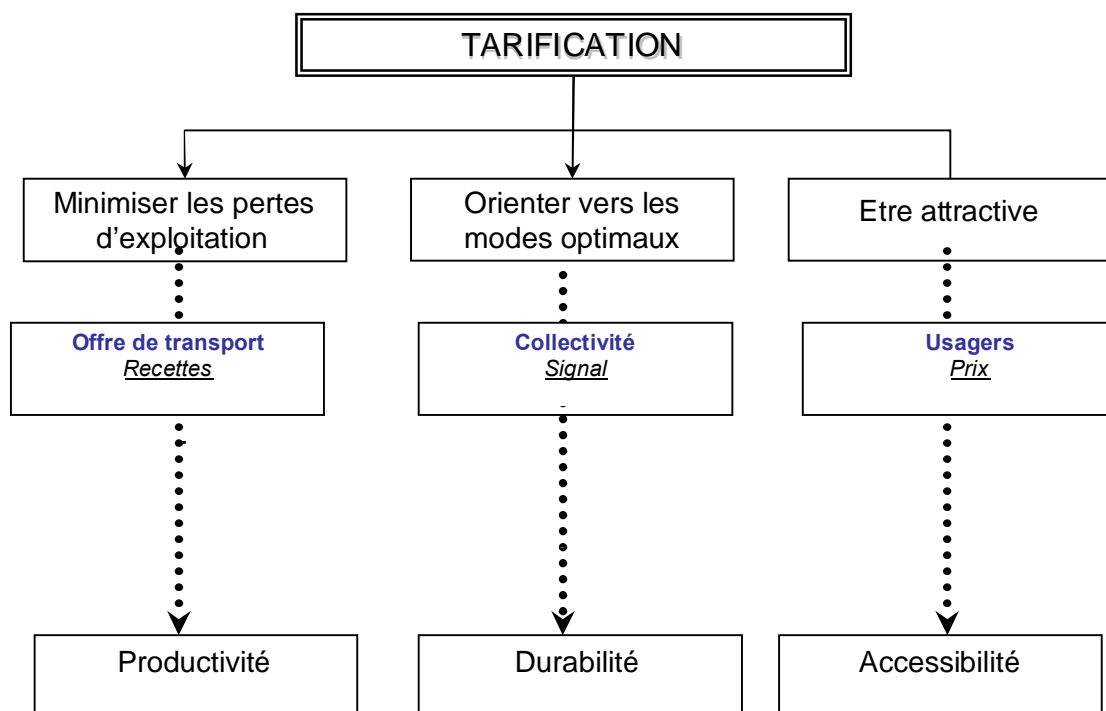 TARIFICATION
Minimiser les pertes
d'exploitation
Orienter vers les
modes optimaux
Etre attractive
Offre de transport
Recettes
Collectivité
Signal
Usagers
Prix
Productivité
Durabilité
Accessibilité